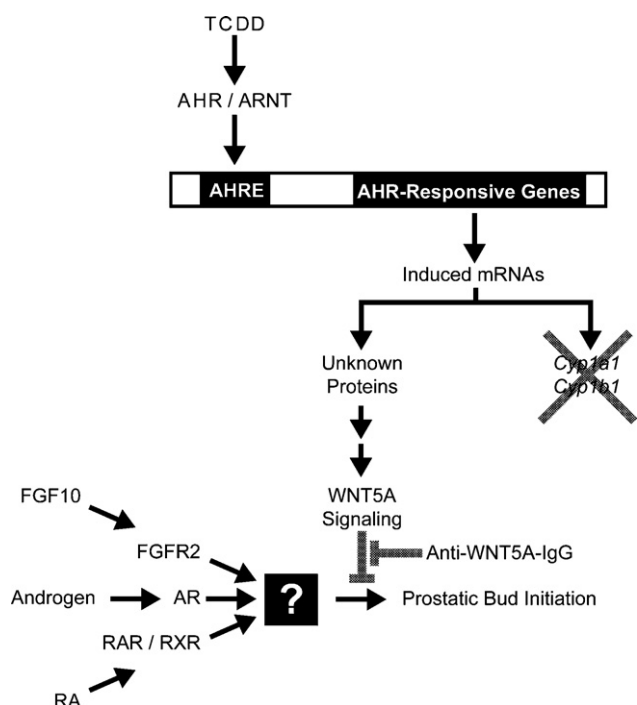 TCDD
AHR / ARNT
AHRE
AHR-Responsive Genes
Induced mRNAs
Unknown
Proteins
Cyp1a1
Cyp1b1
WNT5A
Signaling
Anti-WNT5A-IgG
FGF10
FGFR2
Androgen
AR
?
Prostatic Bud Initiation
RAR / RXR
RA